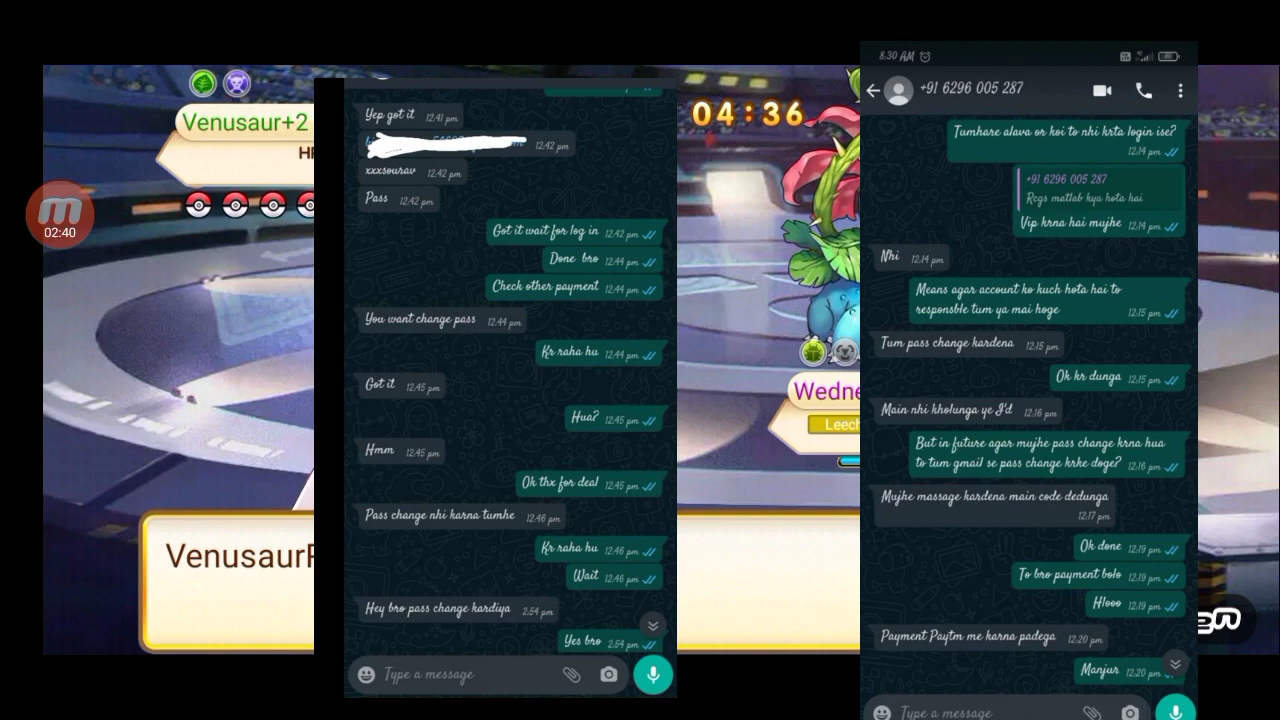 Venusaur+2
HP
02:40
VenusaurF
04:36
Wedne
Leech
Yep got it 12.41 pm
12.42 pm
xxxsourav 12.42 pm
Pass 12.42 pm
Got it wait for log in 12.42 pm
Done bro 12.44 pm
Check other payment 12.44 pm
You want change pass 12.44 pm
Kr raha hu 12.44 pm
Got it 12.45 pm
Hua? 12.45 pm
Hmm 12.45 pm
Ok thx for deal 12.45 pm
Pass change nhi karna tumhe 12.46 pm
Kr raha hu 12.46 pm
Wait 12.46 pm
Hey bro pass change kardiya 2:54 pm
Yes bro 2:54 pm
Type a message
8:30 AM
+91 6296 005 287
Tumhare alava or koi to nhi krta login ise?
12:14 pm
+91 6296 005 287
Regs matlab kya hota hai
Vip krna hai mujhe 12:14 pm
Nhi 12:14 pm
Means agar account ko kuch hota hai to
responsble tum ya mai hoge 12:15 pm
Tum pass change kardena 12:15 pm
Ok kr dunga 12:15 pm
Main nhi kholunga ye I'd 12:16 pm
But in future agar mujhe pass change krna hua
to tum gmail se pass change krke doge? 12:16 pm
Mujhe massage kardena main code dedunga
12:17 pm
Ok done 12:19 pm
To bro payment bolo 12:19 pm
Hlooo 12:19 pm
Payment Paytm me karna padega 12:20 pm
Manjur 12:20 pm
Type a message